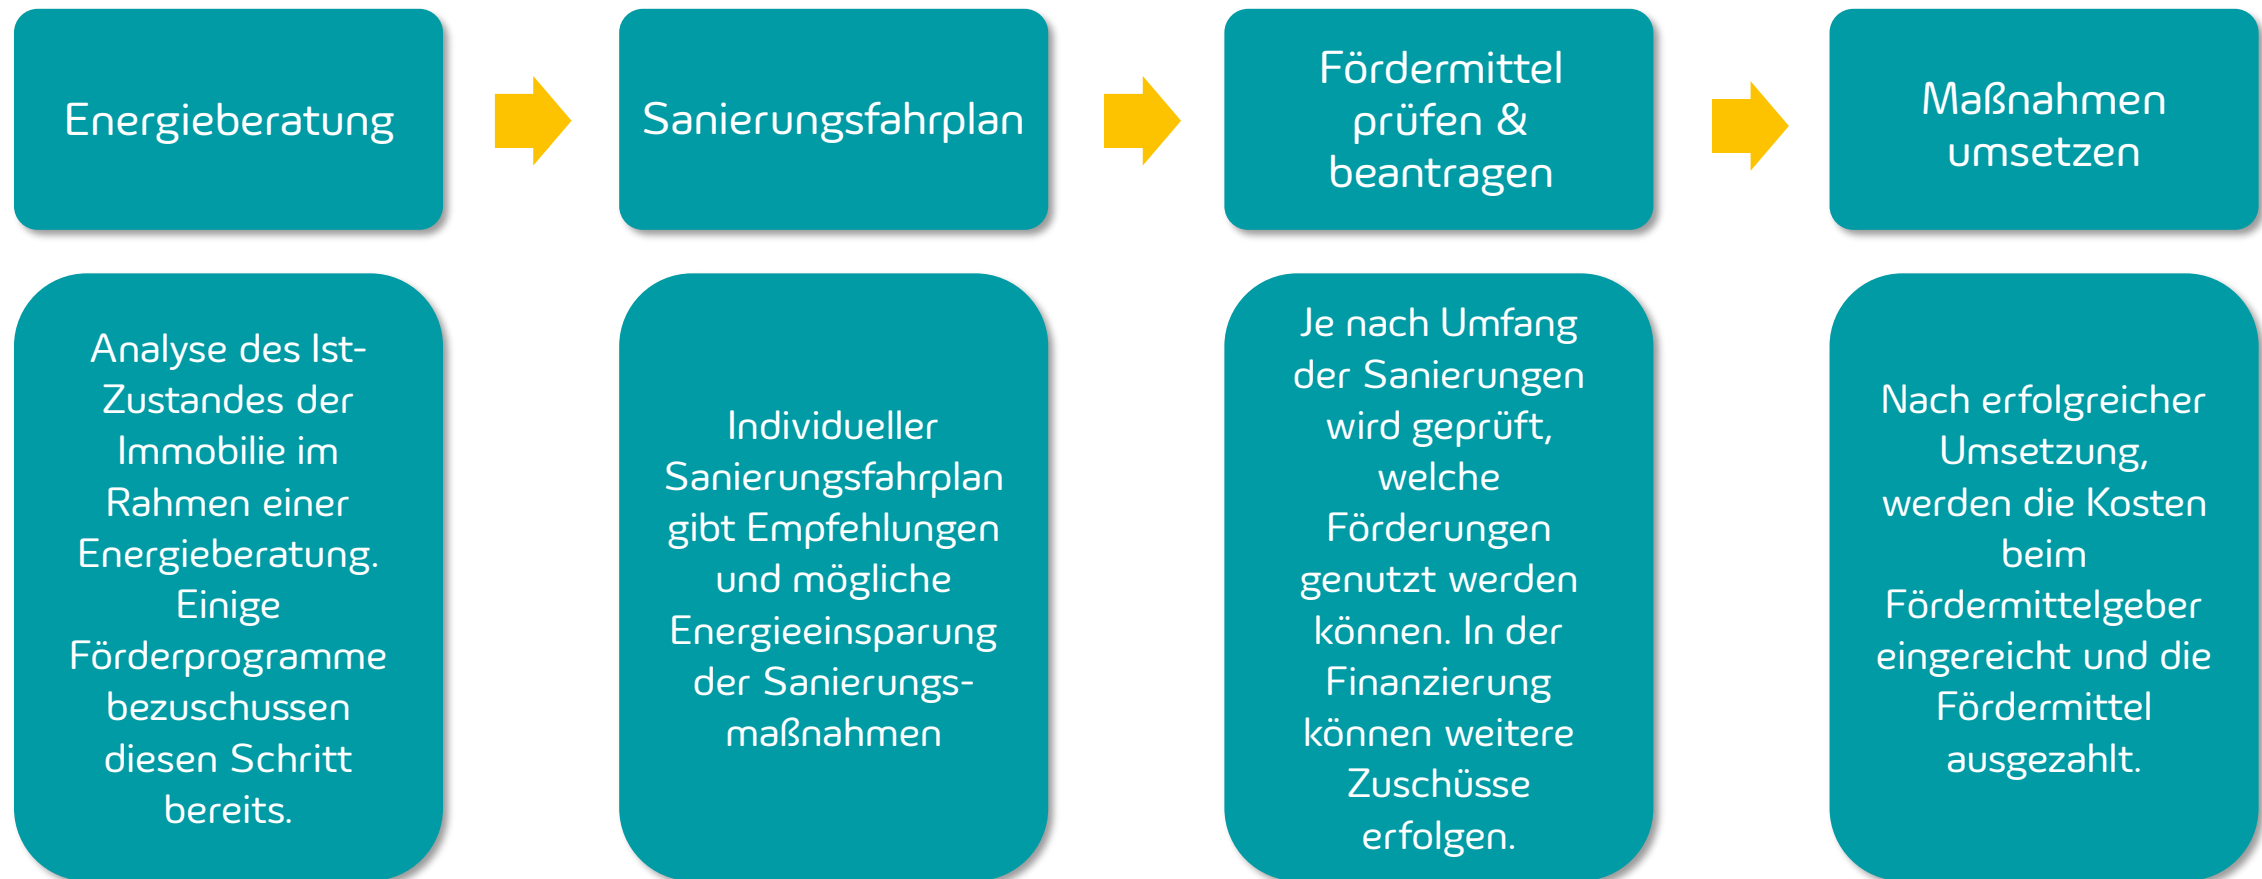 Energieberatung
Sanierungsfahrplan
Fördermittel
prüfen &
beantragen
Maßnahmen
umsetzen
Analyse des Ist-
Zustandes der
Immobilie im
Rahmen einer
Energieberatung.
Einige
Förderprogramme
bezuschussen
diesen Schritt
bereits.
Individueller
Sanierungsfahrplan
gibt Empfehlungen
und mögliche
Energieeinsparung
der Sanierungs-
maßnahmen
Je nach Umfang
der Sanierungen
wird geprüft,
welche
Förderungen
genutzt werden
können. In der
Finanzierung
können weitere
Zuschüsse
erfolgen.
Nach erfolgreicher
Umsetzung,
werden die Kosten
beim
Fördermittelgeber
eingereicht und die
Fördermittel
ausgezahlt.